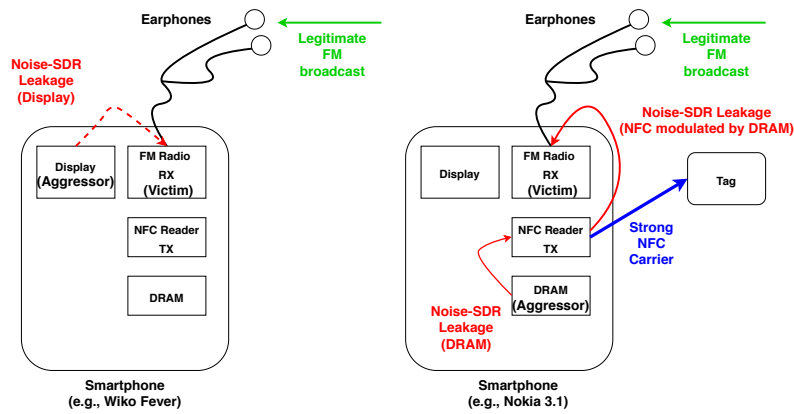 Earphones
Legitimate
FM
broadcast
Noise-SDR
Leakage
(Display)
Display
(Aggressor)
FM Radio
RX
(Victim)
NFC Reader
TX
DRAM
Smartphone
(e.g., Wiko Fever)
Earphones
Legitimate
FM
broadcast
Noise-SDR Leakage
(NFC modulated by DRAM)
Display
FM Radio
RX
(Victim)
Tag
NFC Reader
TX
Strong
NFC
Carrier
DRAM
(Aggressor)
Noise-SDR
Leakage
(DRAM)
Smartphone
(e.g., Nokia 3.1)